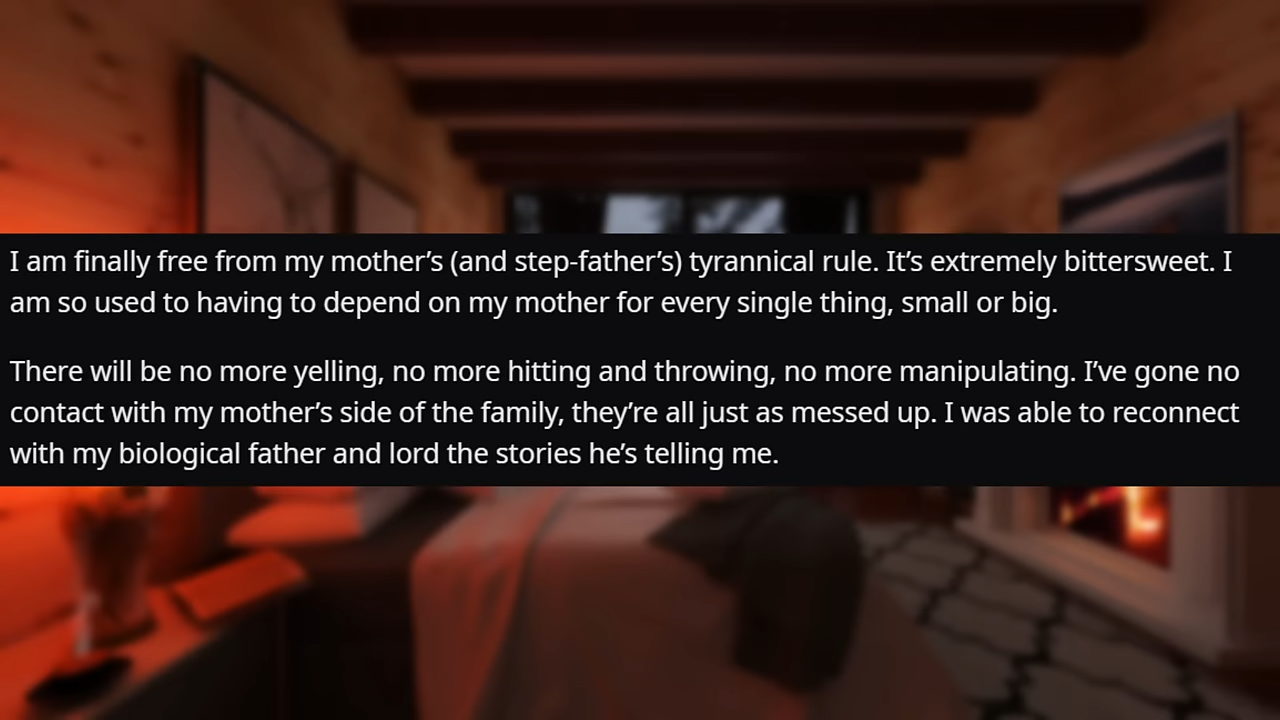 I am finally free from my mother’s (and step-father’s) tyrannical rule. It’s extremely bittersweet. I
am so used to having to depend on my mother for every single thing, small or big.
There will be no more yelling, no more hitting and throwing, no more manipulating. I’ve gone no
contact with my mother’s side of the family, they’re all just as messed up. I was able to reconnect
with my biological father and lord the stories he’s telling me.